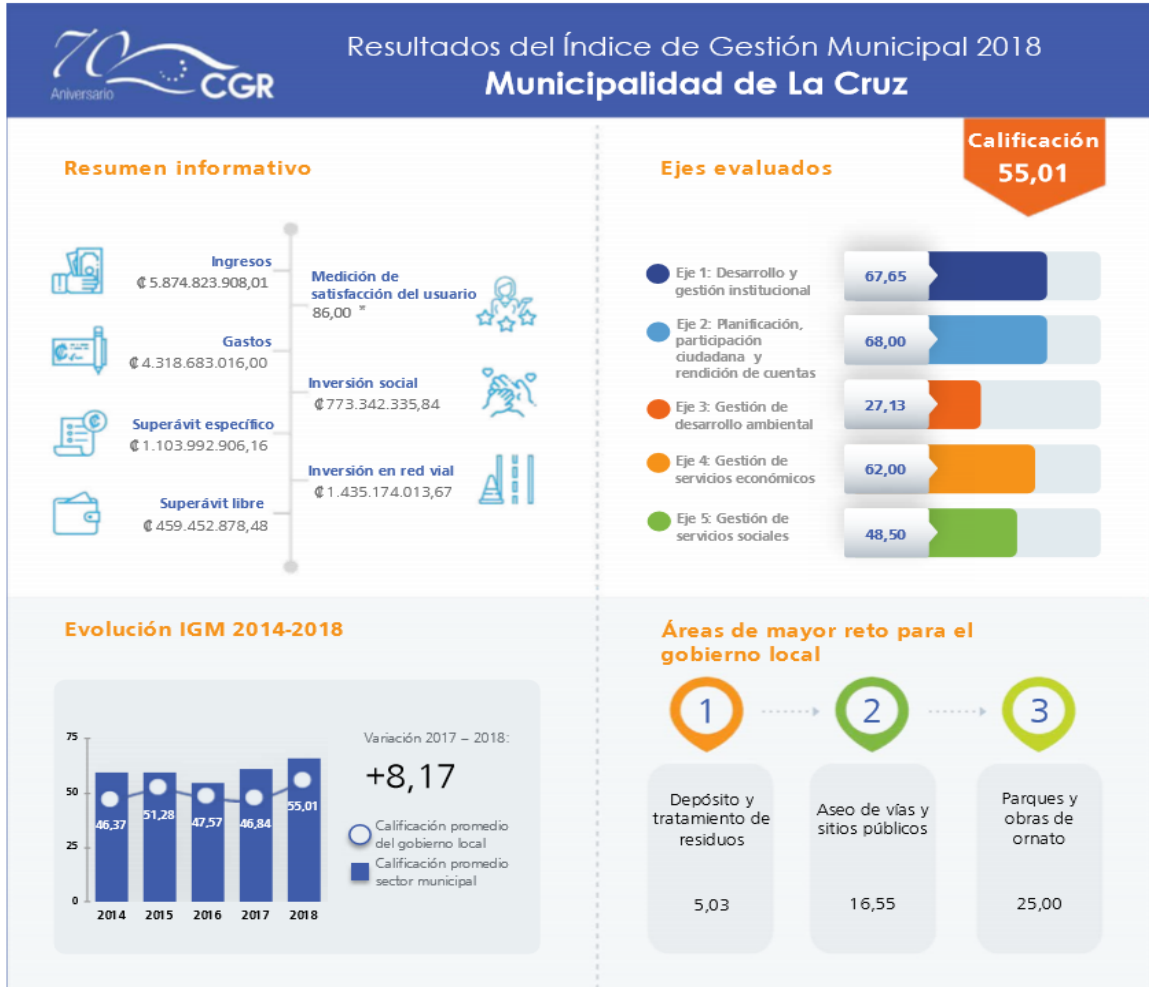 70
Aniversario
CGR
Resultados del Índice de Gestión Municipal 2018
Municipalidad de La Cruz
Resumen informativo
Ingresos
₡ 5.874.823.908,01
Medición de
satisfacción del usuario
86,00 *
Gastos
₡ 4.318.683.016,00
Inversión social
₡ 773.342.335,84
Superávit específico
₡ 1.103.992.906,16
Inversión en red vial
₡ 1.435.174.013,67
Superávit libre
₡ 459.452.878,48
Ejes evaluados
Calificación
55,01
Eje 1: Desarrollo y
gestión institucional
67,65
Eje 2: Planificación,
participación
ciudadana y
rendición de cuentas
68,00
Eje 3: Gestión de
desarrollo ambiental
27,13
Eje 4: Gestión de
servicios económicos
62,00
Eje 5: Gestión de
servicios sociales
48,50
Evolución IGM 2014-2018
75
50
25
0
46,37
51,28
47,57
46,84
55,01
2014 2015 2016 2017 2018
Variación 2017 – 2018:
+8,17
Calificación promedio
del gobierno local
Calificación promedio
sector municipal
Áreas de mayor reto para el
gobierno local
1
2
3
Depósito y
tratamiento de
residuos
5,03
Aseo de vías y
sitios públicos
16,55
Parques y
obras de
ornato
25,00